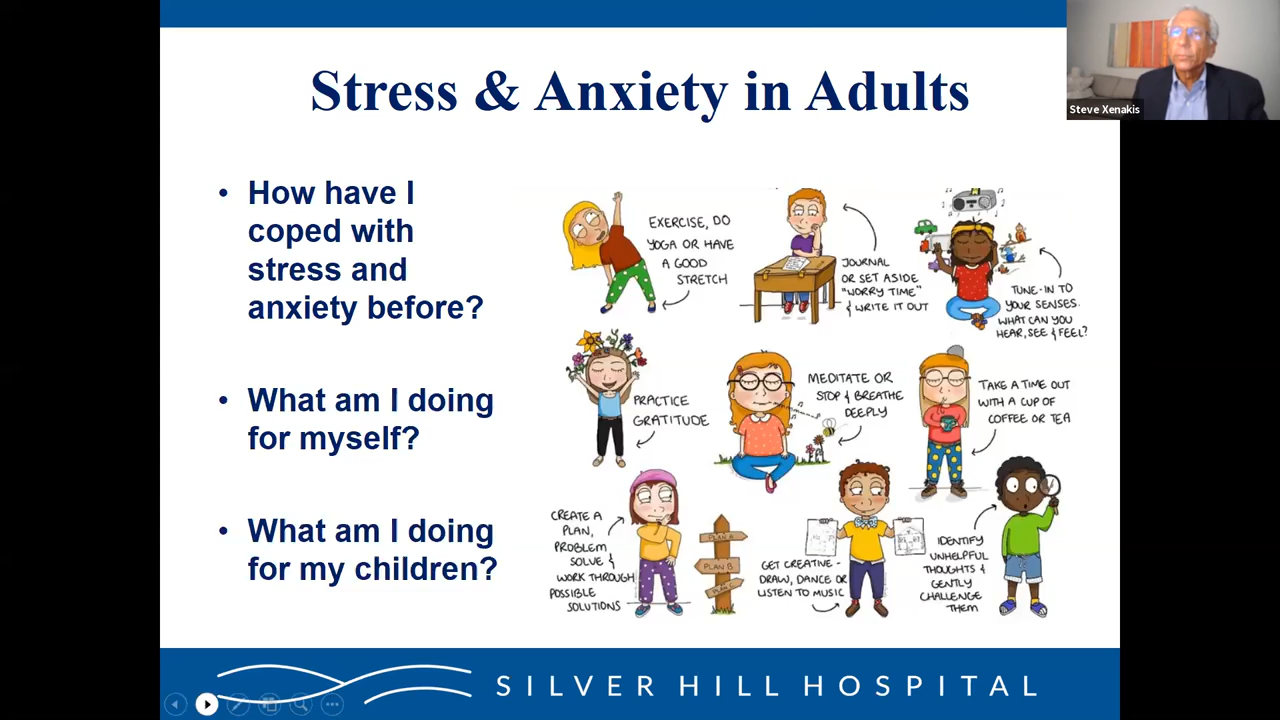 Stress & Anxiety in Adults
Steve Xenakis
• How have I
coped with
stress and
anxiety before?
• What am I doing
for myself?
• What am I doing
for my children?
EXERCISE, DO
YOGA OR HAVE
A GOOD
STRETCH
JOURNAL
OR SET ASIDE
"WORRY TIME"
& WRITE IT OUT
TUNE-IN TO
YOUR SENSES.
WHAT CAN YOU
HEAR, SEE & FEEL?
PRACTICE
GRATITUDE
MEDITATE OR
STOP & BREATHE
DEEPLY
TAKE A TIME OUT
WITH A CUP OF
COFFEE OR TEA
CREATE A
PLAN,
PROBLEM
SOLVE &
WORK THROUGH
POSSIBLE
SOLUTIONS
PLAN A
PLAN B
PLAN C
GET CREATIVE -
DRAW, DANCE OR
LISTEN TO MUSIC
IDENTIFY
UNHELPFUL
THOUGHTS &
GENTLY
CHALLENGE
THEM
SILVER HILL HOSPITAL